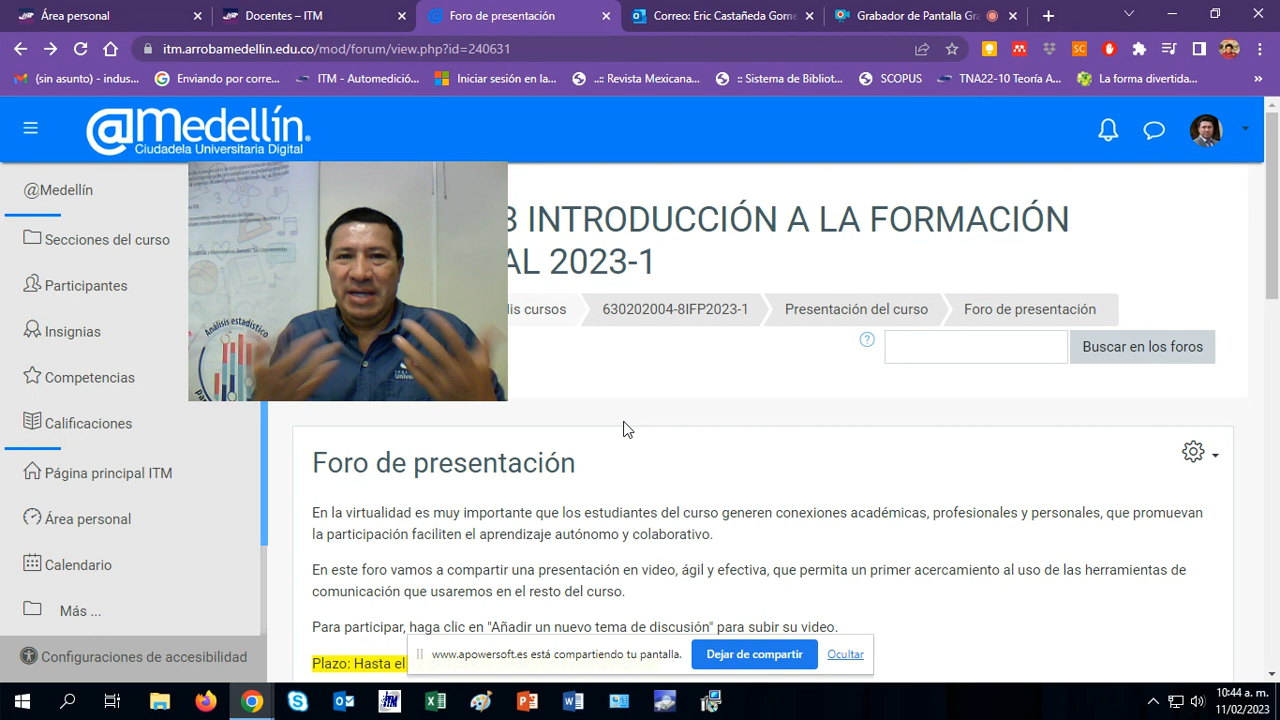 Área personal
Docentes – ITM
Foro de presentación
Correo: Eric Castañeda Gome
Grabador de Pantalla Gra
itm.arrobamedellin.edu.co/mod/forum/view.php?id=240631
(sin asunto) - indus...
Enviando por corre...
ITM - Automedició...
Iniciar sesión en la...
..:: Revista Mexicana...
:: Sistema de Bibliot...
SCOPUS
TNA22-10 Teoría A...
La forma divertida...
@Medellín
Ciudadela Universitaria Digital
@Medellín
Secciones del curso
Participantes
Insignias
Competencias
Calificaciones
Página principal ITM
Área personal
Calendario
Más ...
Configuraciones de accesibilidad
INTRODUCCIÓN A LA FORMACIÓN
AL 2023-1
is cursos
630202004-8IFP2023-1
Presentación del curso
Foro de presentación
Buscar en los foros
Análisis estadístico
Foro de presentación
En la virtualidad es muy importante que los estudiantes del curso generen conexiones académicas, profesionales y personales, que promuevan
la participación faciliten el aprendizaje autónomo y colaborativo.
En este foro vamos a compartir una presentación en video, ágil y efectiva, que permita un primer acercamiento al uso de las herramientas de
comunicación que usaremos en el resto del curso.
Para participar, haga clic en "Añadir un nuevo tema de discusión" para subir su video.
Plazo: Hasta el
www.apowersoft.es está compartiendo tu pantalla.
Dejar de compartir
Ocultar
10:44 a. m.
11/02/2023